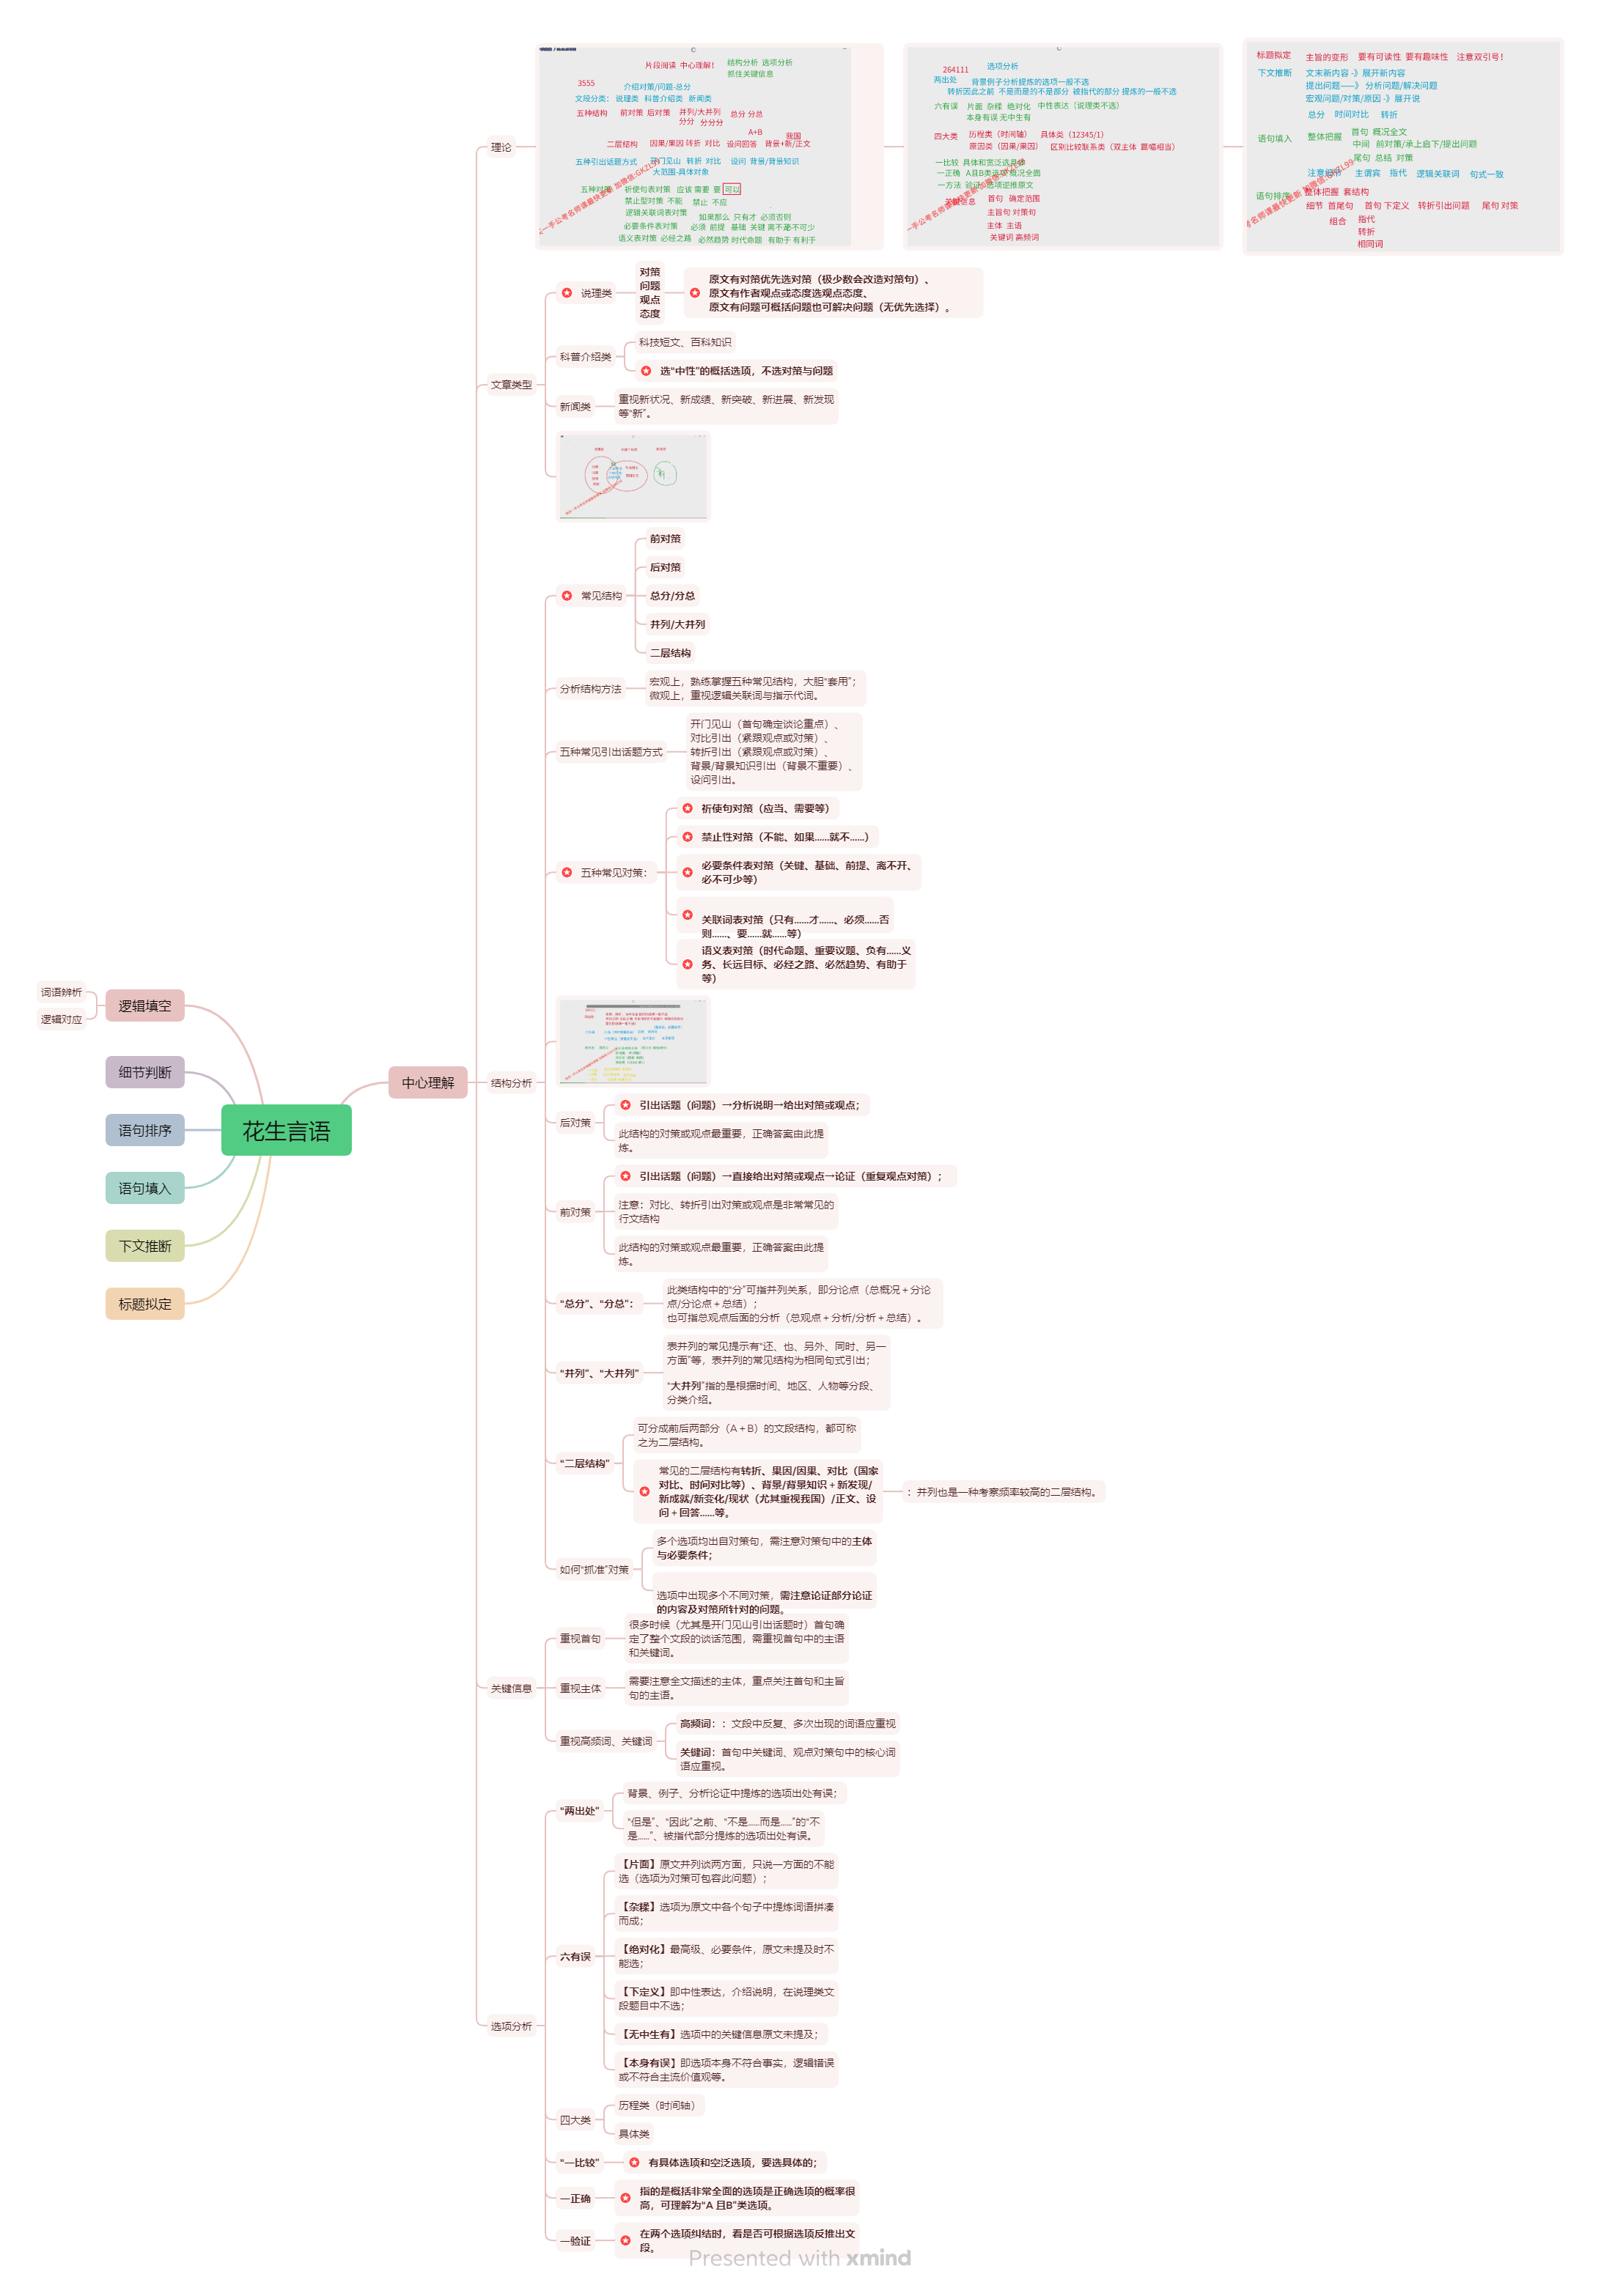 花生言语
逻辑填空
词语辨析
逻辑对应
细节判断
语句排序
语句填入
下文推断
标题拟定
中心理解
理论
片段阅读 中心理解!
结构分析 选项分析
抓住关键信息
3555
介绍对策/问题-总分
文段分类: 说理类 科普介绍类 新闻类
五种结构 前对策 后对策 并列/大并列 总分 分总
分分 分分分
A+B
我国
二层结构 因果/果因 转折 对比 设问回答 背景+新/正文
五种引出话题方式 开门见山 转折 对比 设问 背景/背景知识
大范围-具体对象
五种对策 祈使句表对策 应该 需要 要 可以
禁止型对策 不能 禁止 不应
逻辑关联词表对策 如果那么 只有才 必须否则
必要条件表对策 必须 前提 基础 关键 离不开 必不可少
语义表对策 必经之路 必然趋势 时代命题 有助于 有利于
264111 选项分析
两出处 背景例子分析提炼的选项一般不选
转折因此之前 不是而是的不是部分 被指代的部分 提炼的一般不选
六有误 片面 杂糅 绝对化 中性表达(说理类不选)
本身有误 无中生有
四大类 历程类(时间轴) 具体类(12345/1)
原因类(因果/果因) 区别比较联系类(双主体 篇幅相当)
一比较 具体和宽泛选具体
一正确 A且B类选项 概况全面
一方法 验证 选项逆推原文
关键信息 首句 确定范围
主旨句 对策句
主体 主语
关键词 高频词
标题拟定 主旨的变形 要有可读性 要有趣味性 注意双引号!
下文推断 文末新内容-》展开新内容
提出问题——》分析问题/解决问题
宏观问题/对策/原因-》展开说
总分 时间对比 转折
语句填入 整体把握 首句 概况全文
中间 前对策/承上启下/提出问题
尾句 总结 对策
注意细节 主谓宾 指代 逻辑关联词 句式一致
语句排序 整体把握 套结构
细节 首尾句 首句 下定义 转折引出问题 尾句 对策
组合 指代
转折
相同词
文章类型
说理类
对策
问题
观点
态度
原文有对策优先选对策(极少数会改造对策句)、
原文有作者观点或态度选观点态度、
原文有问题可概括问题也可解决问题(无优先选择)。
科普介绍类
科技短文、百科知识
选“中性”的概括选项,不选对策与问题
新闻类
重视新状况、新成绩、新突破、新进展、新发现
等“新”。
结构分析
常见结构
前对策
后对策
总分/分总
并列/大并列
二层结构
分析结构方法
宏观上,熟练掌握五种常见结构,大胆“套用”;
微观上,重视逻辑关联词与指示代词。
五种常见引出话题方式
开门见山(首句确定谈论重点)、
对比引出(紧跟观点或对策)、
转折引出(紧跟观点或对策)、
背景/背景知识引出(背景不重要)、
设问引出。
五种常见对策:
祈使句对策(应当、需要等)
禁止性对策(不能、如果......就不......)
必要条件表对策(关键、基础、前提、离不开、
必不可少等)
关联词表对策(只有......才......、必须......否
则......、要......就......等)
语义表对策(时代命题、重要议题、负有......义
务、长远目标、必经之路、必然趋势、有助于
等)
后对策
引出话题(问题)→分析说明→给出对策或观点;
此结构的对策或观点最重要,正确答案由此提
炼。
前对策
引出话题(问题)→直接给出对策或观点→论证(重复观点对策);
注意:对比、转折引出对策或观点是非常常见的
行文结构
此结构的对策或观点最重要,正确答案由此提
炼。
“总分”、“分总”:
此类结构中的“分”可指并列关系,即分论点(总概况+分论
点/分论点+总结);
也可指总观点后面的分析(总观点+分析/分析+总结)。
“并列”、“大并列”
表并列的常见提示有“还、也、另外、同时、另一
方面”等,表并列的常见结构为相同句式引出;
“大并列”指的是根据时间、地区、人物等分段、
分类介绍。
“二层结构”
可分成前后两部分(A+B)的文段结构,都可称
之为二层结构。
常见的二层结构有转折、果因/因果、对比(国家
对比、时间对比等)、背景/背景知识+新发现/
新成就/新变化/现状(尤其重视我国)/正文、设
问+回答......等。
:并列也是一种考察频率较高的二层结构。
如何“抓准”对策
多个选项均出自对策句,需注意对策句中的主体
与必要条件;
选项中出现多个不同对策,需注意论证部分论证
的内容及对策所针对的问题。
关键信息
重视首句
很多时候(尤其是开门见山引出话题时)首句确
定了整个文段的谈话范围,需重视首句中的主语
和关键词。
重视主体
需要注意全文描述的主体,重点关注首句和主旨
句的主语。
重视高频词、关键词
高频词::文段中反复、多次出现的词语应重视
关键词:首句中关键词、观点对策句中的核心词
语应重视。
选项分析
“两出处”
背景、例子、分析论证中提炼的选项出处有误;
“但是”、“因此”之前、“不是......而是......”的“不
是......”、被指代部分提炼的选项出处有误。
六有误
【片面】原文并列谈两方面,只说一方面的不能
选(选项为对策可包容此问题);
【杂糅】选项为原文中各个句子中提炼词语拼凑
而成;
【绝对化】最高级、必要条件,原文未提及时不
能选;
【下定义】即中性表达,介绍说明,在说理类文
段题目中不选;
【无中生有】选项中的关键信息原文未提及;
【本身有误】即选项本身不符合事实,逻辑错误
或不符合主流价值观等。
四大类
历程类(时间轴)
具体类
“一比较”
有具体选项和空泛选项,要选具体的;
一正确
指的是概括非常全面的选项是正确选项的概率很
高,可理解为“A 且B”类选项。
一验证
在两个选项纠结时,看是否可根据选项反推出文
段。
Presented with xmind